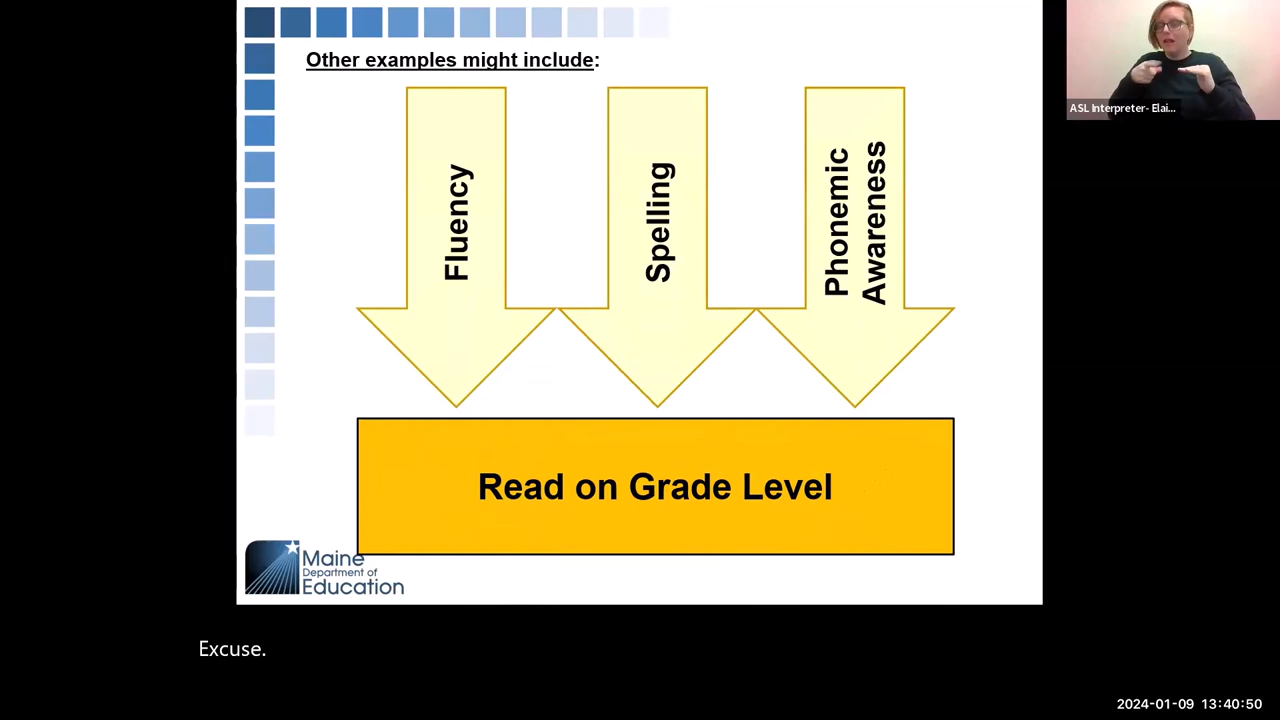 Other examples might include:
Fluency
Spelling
Phonemic
Awareness
Read on Grade Level
Maine
Department of
Education
ASL Interpreter- Elai...
Excuse.
2024-01-09 13:40:50